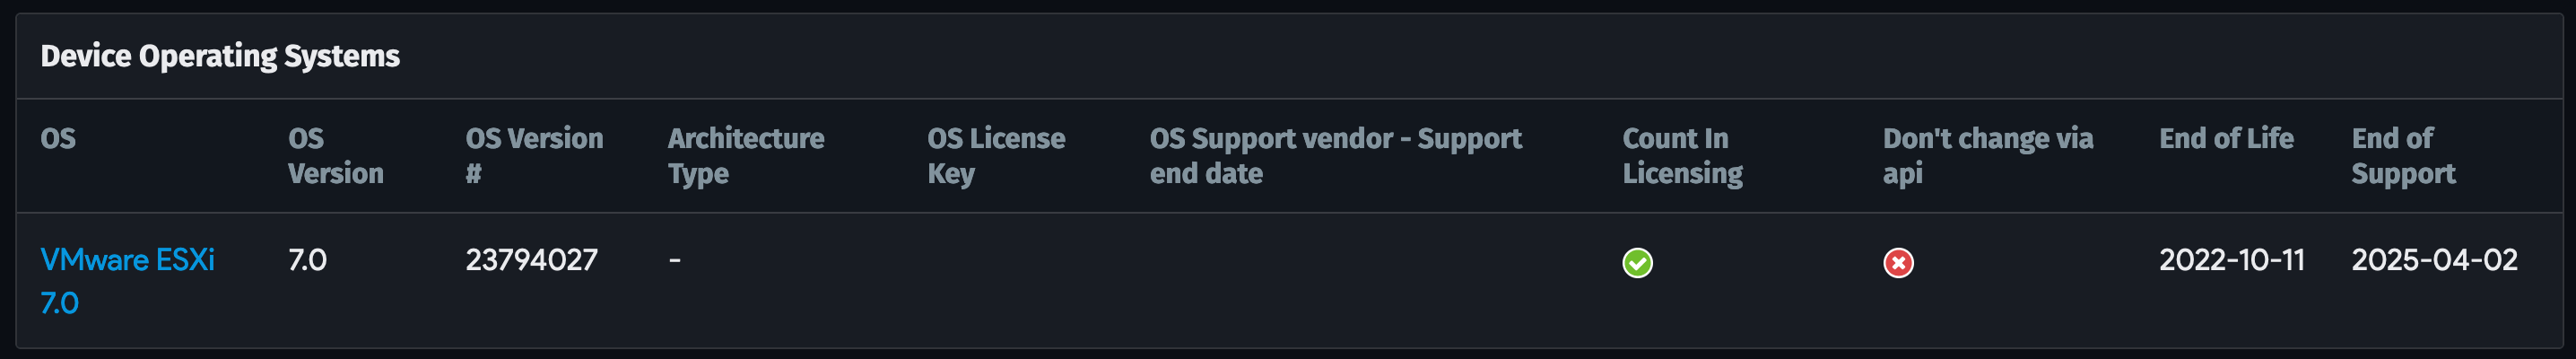 Device Operating Systems
OS
OS Version
OS Version #
Architecture Type
OS License Key
OS Support vendor - Support end date
Count In Licensing
Don't change via api
End of Life
End of Support
VMware ESXi 7.0
7.0
23794027
-
2022-10-11
2025-04-02